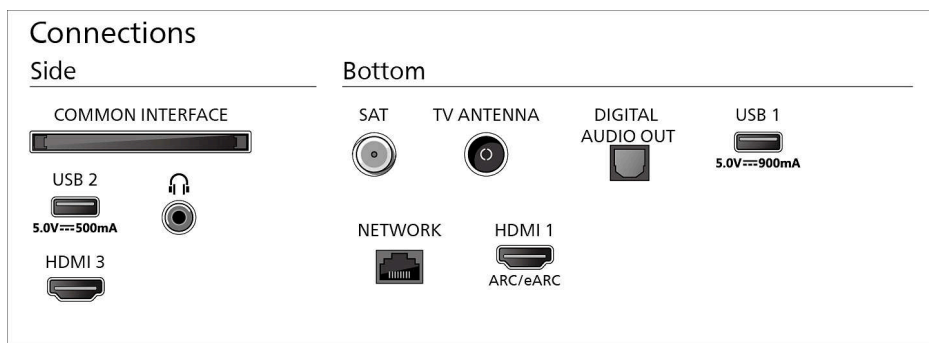 Connections
Side
COMMON INTERFACE
USB 2
5.0V⎓500mA
HDMI 3
Bottom
SAT
TV ANTENNA
DIGITAL
AUDIO OUT
USB 1
5.0V⎓900mA
NETWORK
HDMI 1
ARC/eARC